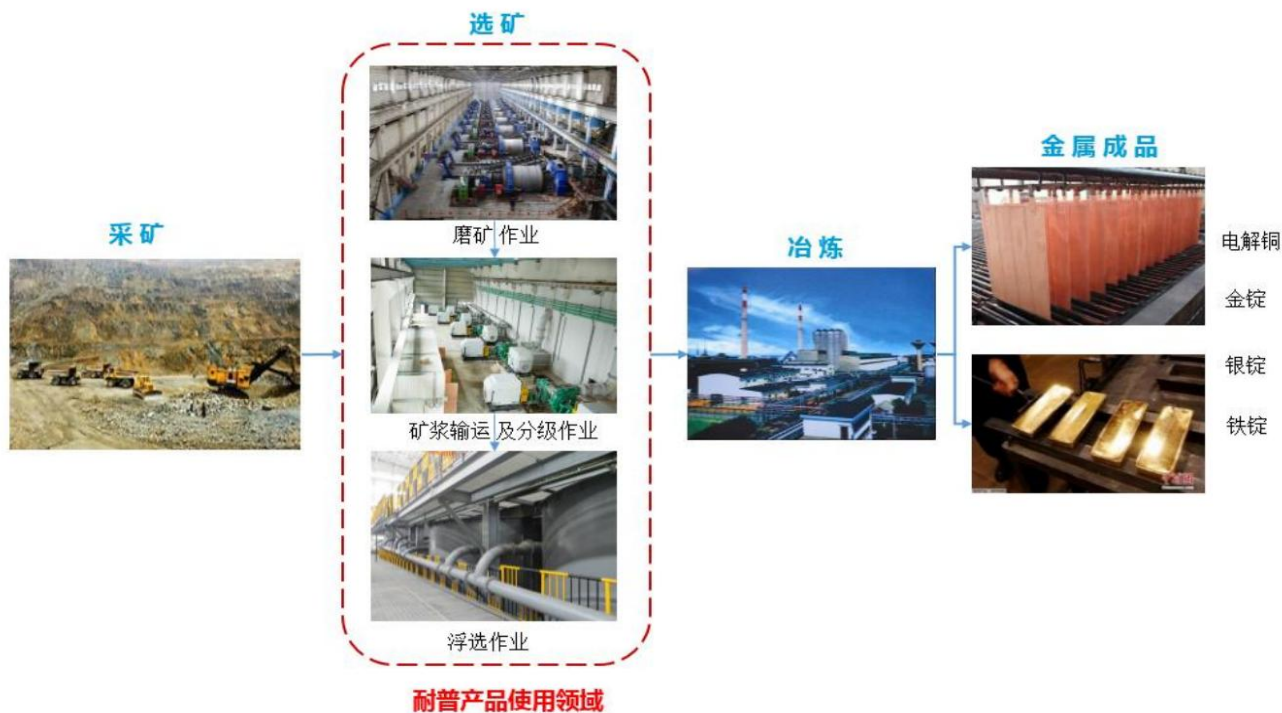 选矿
磨矿作业
矿浆输运及分级作业
浮选作业
耐普产品使用领域
采矿
冶炼
金属成品
电解铜
金锭
银锭
铁锭